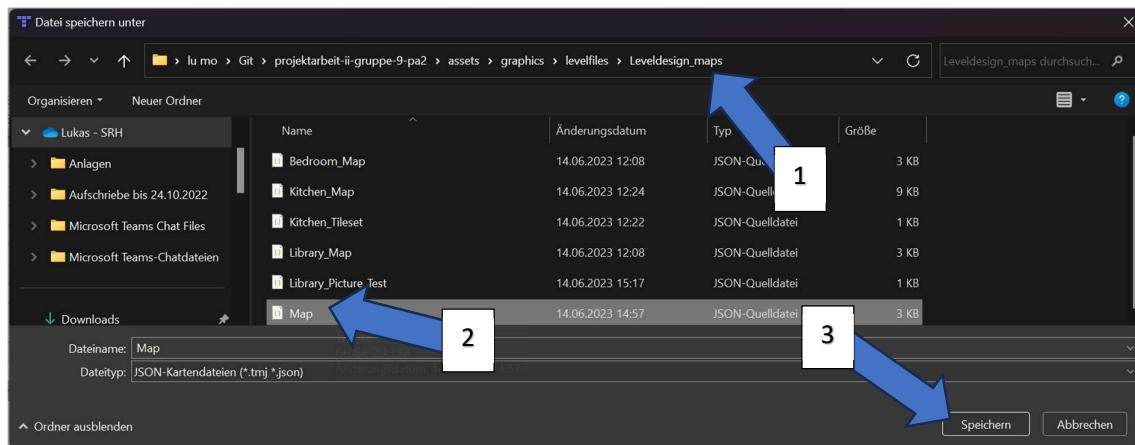 Datei speichern unter
lu mo > Git > projektarbeit-ii-gruppe-9-pa2 > assets > graphics > levelfiles > Leveldesign_maps
Leveldesign_maps durchsuch...
Organisieren Neuer Ordner
Lukas - SRH
Anlagen
Aufschriebe bis 24.10.2022
Microsoft Teams Chat Files
Microsoft Teams-Chatdateien
Downloads
Name Änderungsdatum Typ Größe
Bedroom_Map 14.06.2023 12:08 JSON-Qu 3 KB
Kitchen_Map 14.06.2023 12:24 JSON-Quell 9 KB
Kitchen_Tileset 14.06.2023 12:22 JSON-Quelldatei 1 KB
Library_Map 14.06.2023 12:08 JSON-Quelldatei 3 KB
Library_Picture_Test 14.06.2023 15:17 JSON-Quelldatei 1 KB
Map 14.06.2023 14:57 JSON-Quelldatei 3 KB
1
2
3
Dateiname: Map
Dateityp: JSON-Kartendateien (*.tmj *.json)
Ordner ausblenden
Speichern Abbrechen